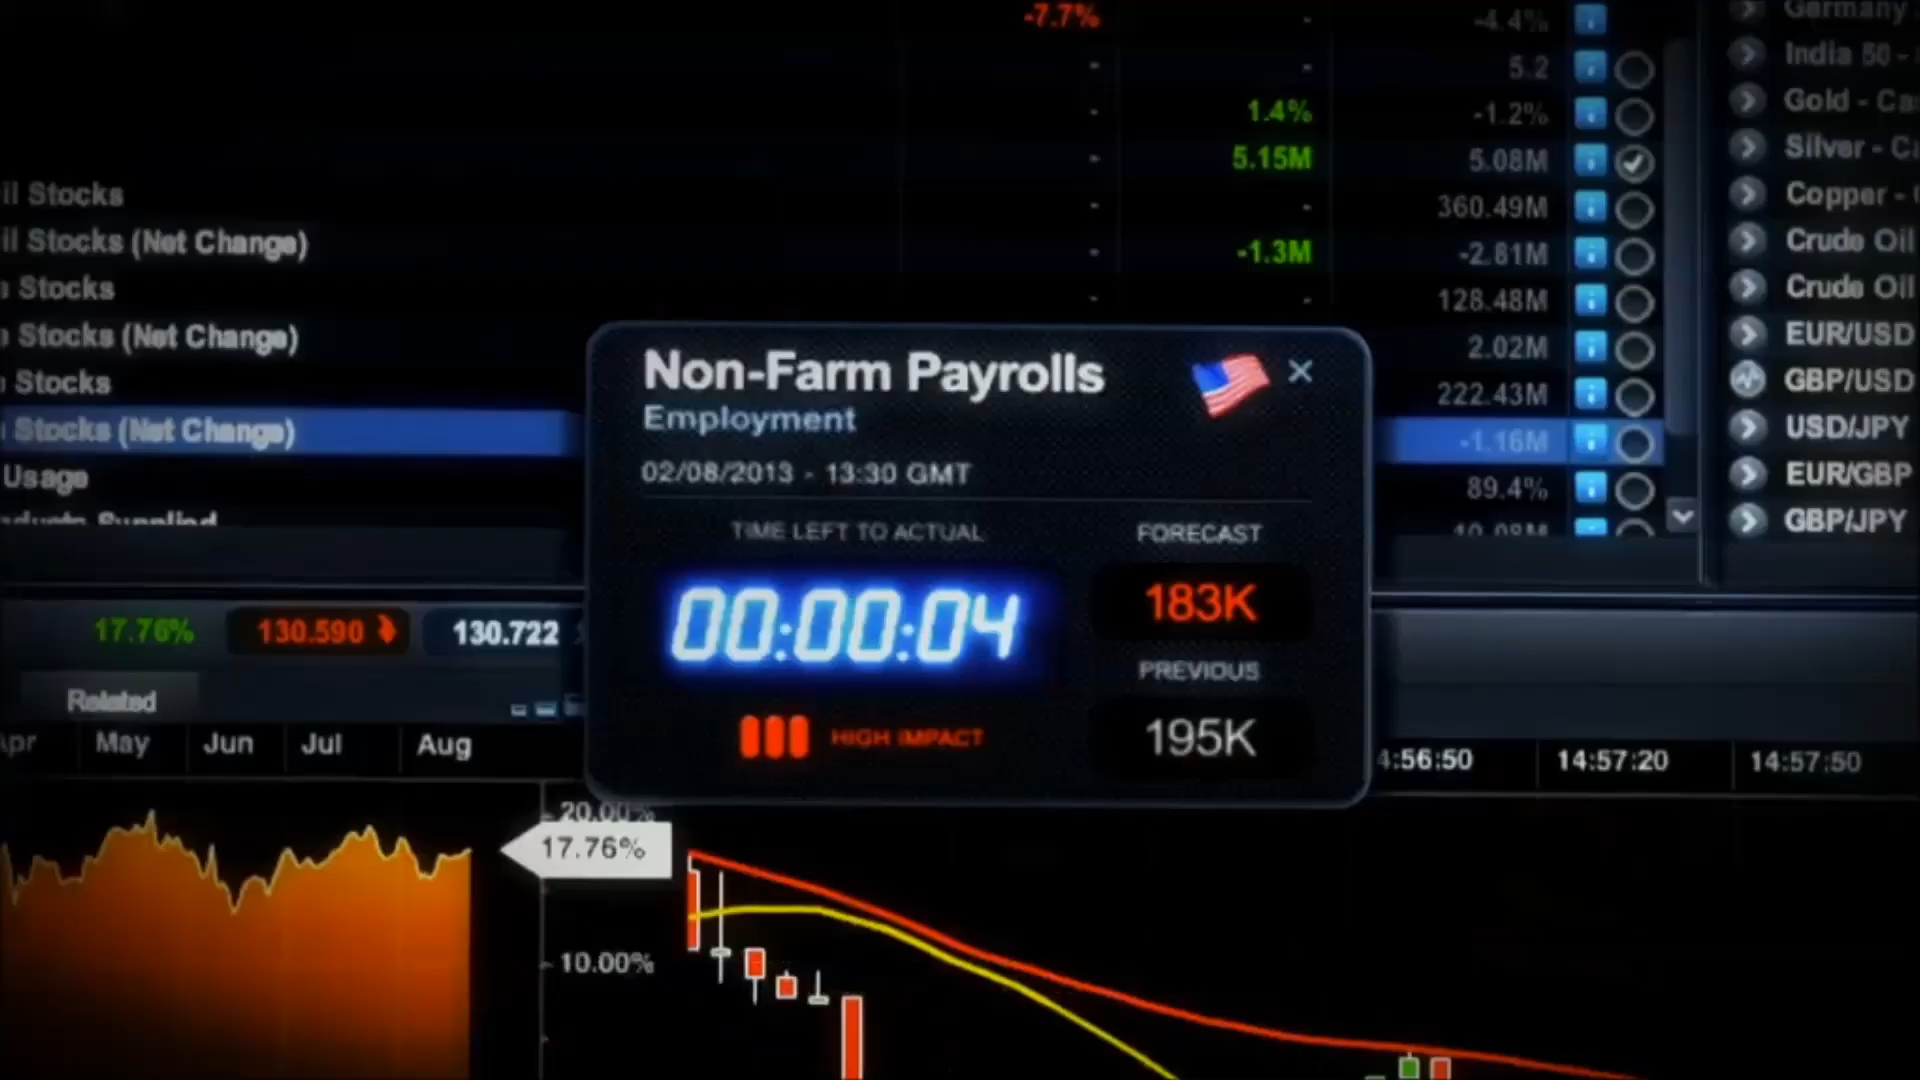 -7.7% - -4.4%
- - 5.2
- 1.4% -1.2%
- 5.15M 5.08M
- - 360.49M
- -1.3M -2.81M
- - 128.48M
2.02M
222.43M
-1.16M
89.4%
Stocks
Stocks (Net Change)
Stocks
Stocks (Net Change)
Stocks
Stocks (Net Change)
Usage
Supplied
Germany
India 50 -
Gold -
Silver -
Copper -
Crude Oil
Crude Oil
EUR/USD
GBP/USD
USD/JPY
EUR/GBP
GBP/JPY
Non-Farm Payrolls
Employment
02/08/2013 - 13:30 GMT
TIME LEFT TO ACTUAL
00:00:04
HIGH IMPACT
FORECAST
183K
PREVIOUS
195K
17.76% 130.590 130.722
Related
May Jun Jul Aug
4:56:50 14:57:20 14:57:50
20.00%
17.76%
10.00%